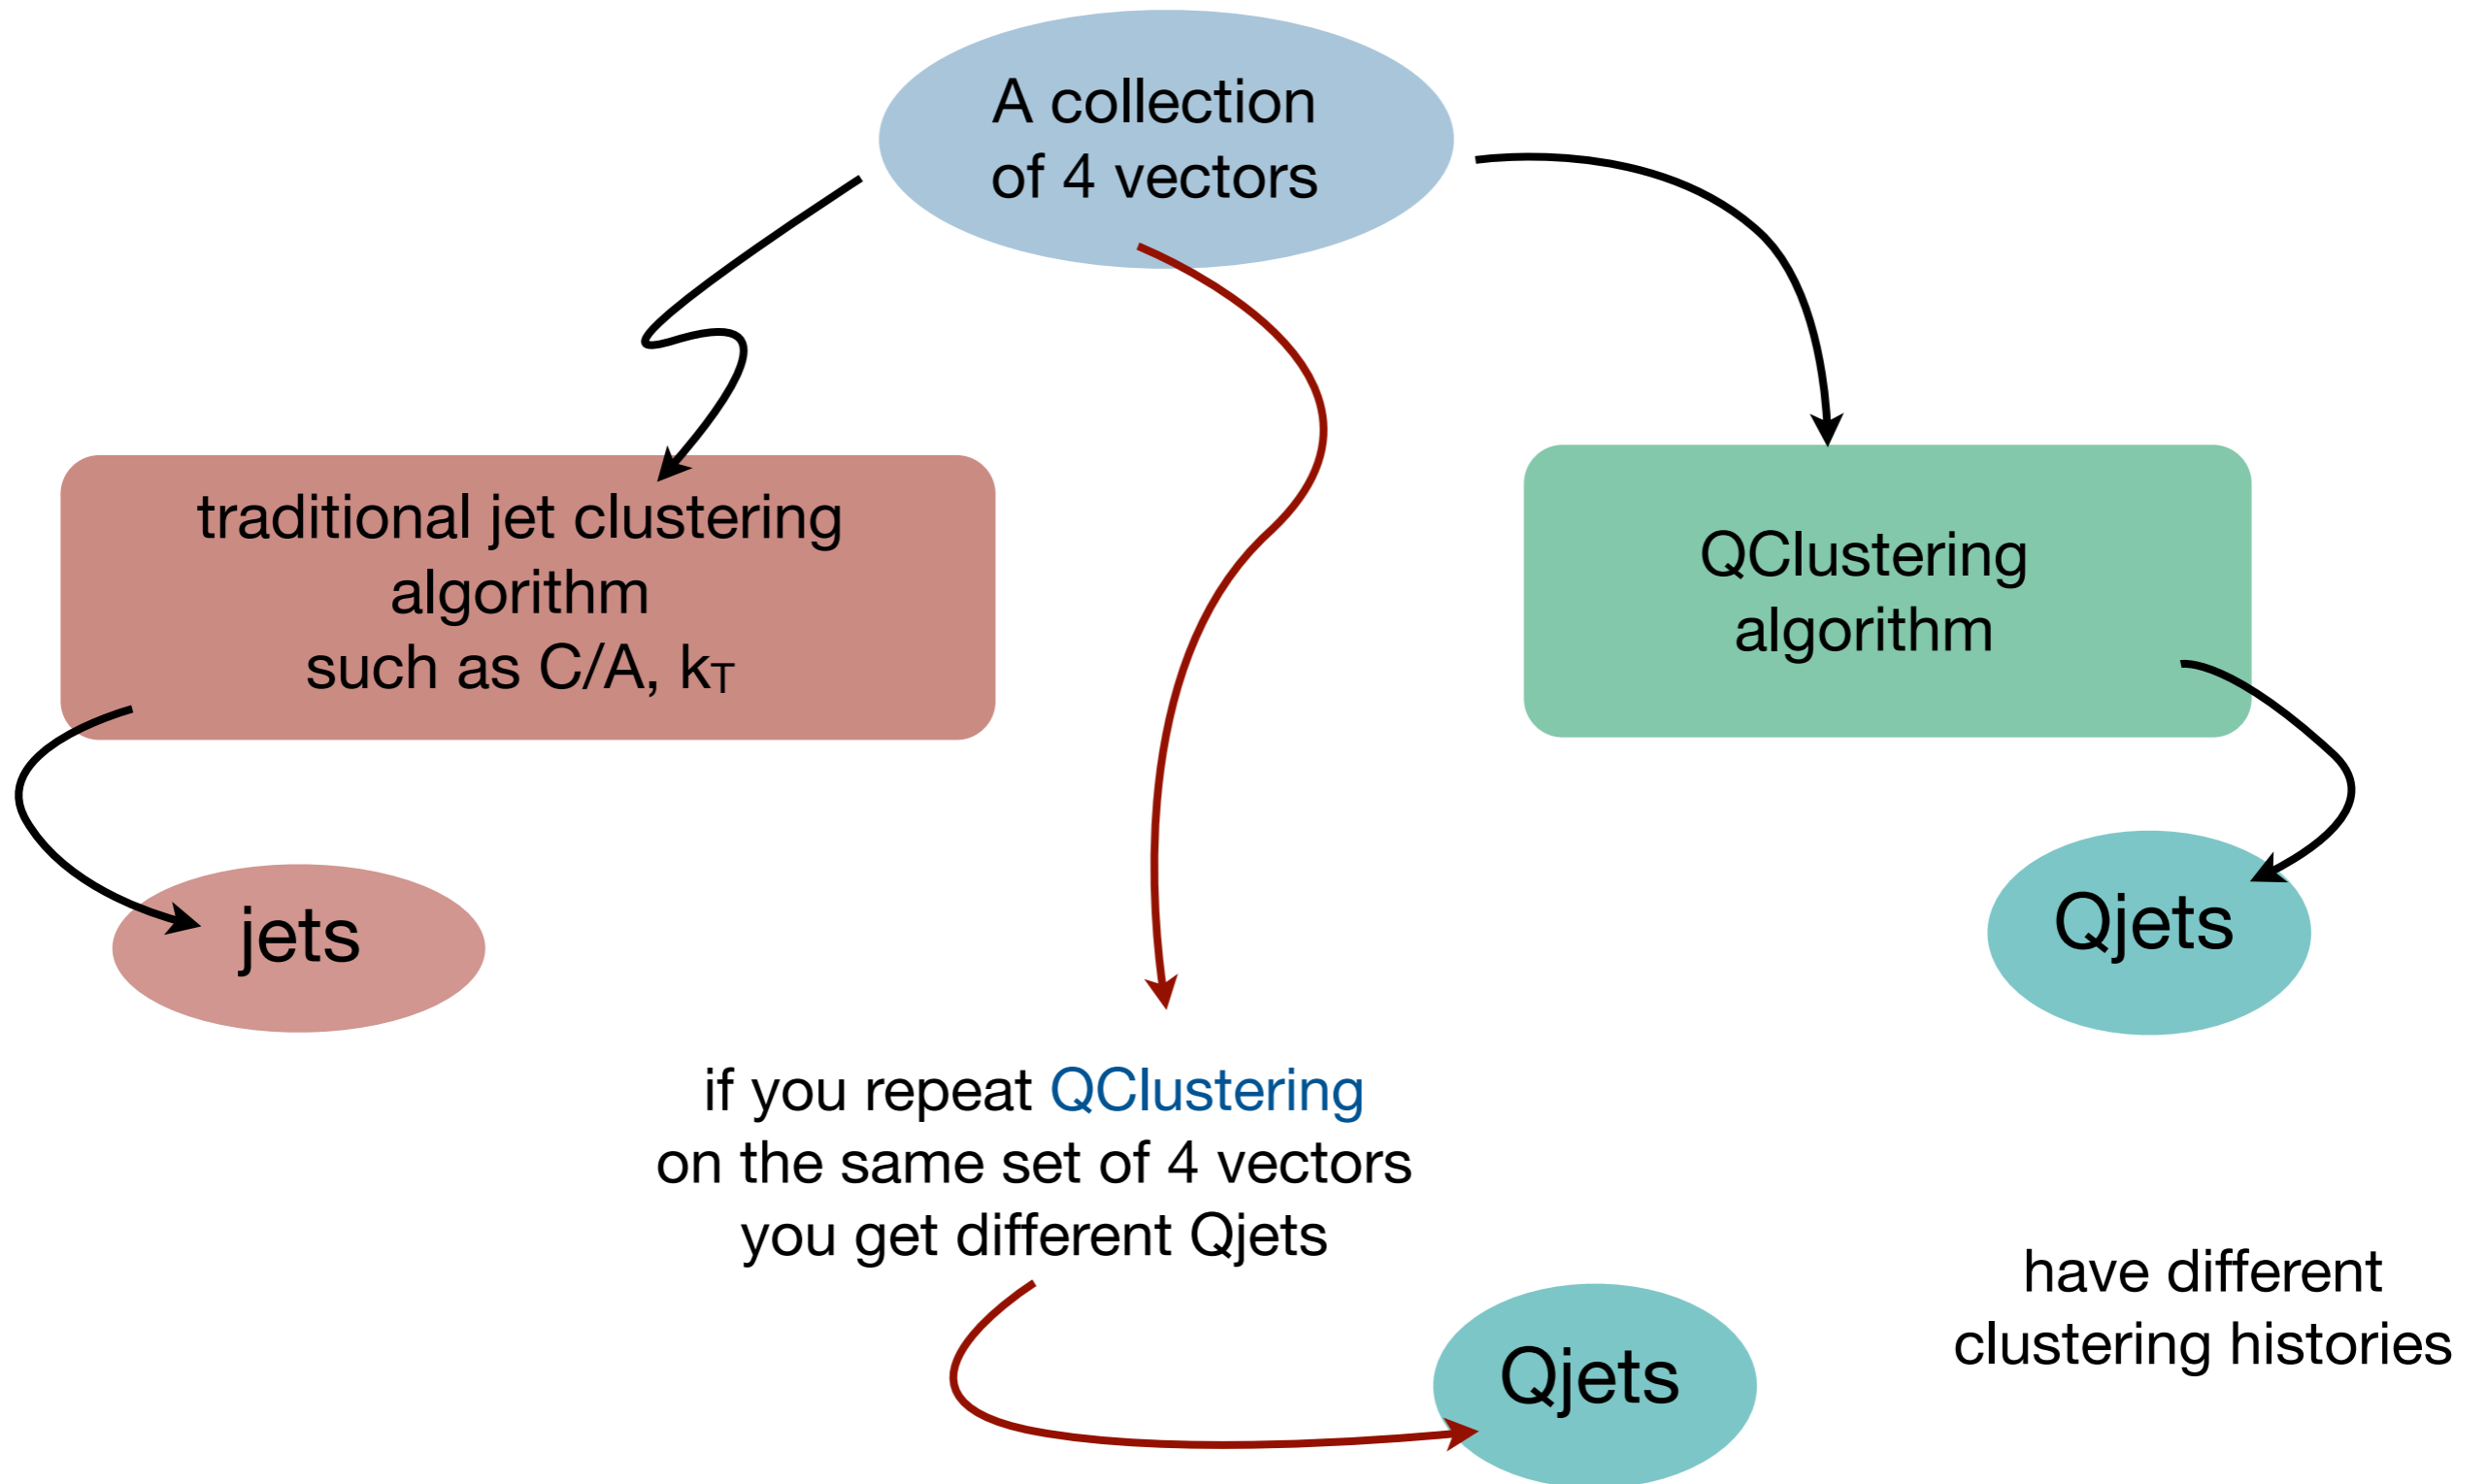 A collection
of 4 vectors
traditional jet clustering
algorithm
such as C/A, kT
QClustering
algorithm
jets
Qjets
if you repeat QClustering
on the same set of 4 vectors
you get different Qjets
Qjets
have different
clustering histories